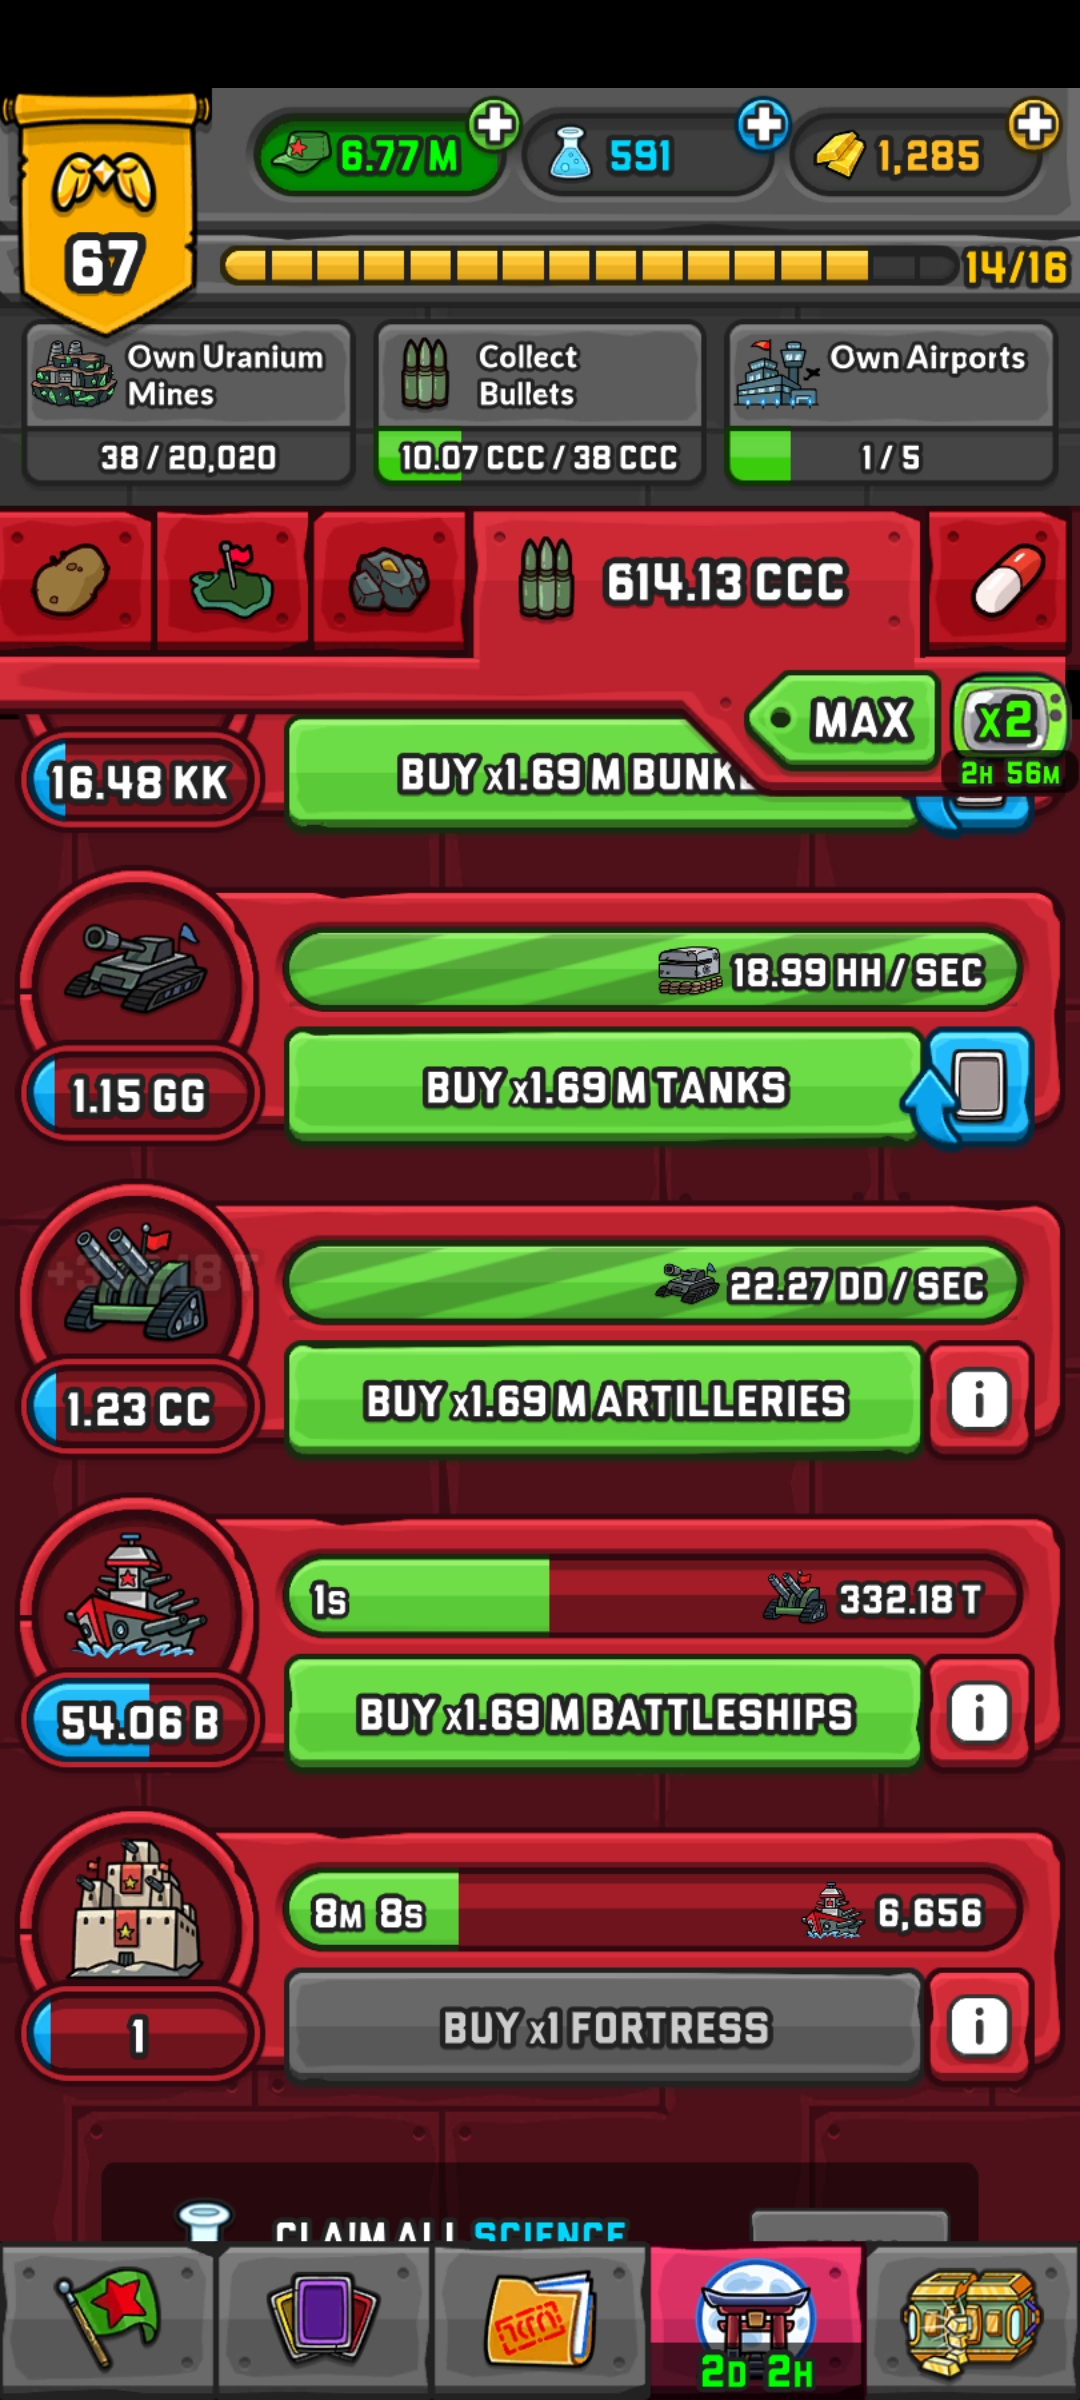 6.77 M
591
1,285
67
14/16
Own Uranium
Mines
38 / 20,020
Collect
Bullets
10.07 CCC / 38 CCC
Own Airports
1 / 5
614.13 CCC
MAX
x2
2H 56M
16.48 KK
BUY x1.69 M
18.99 HH / SEC
1.15 GG
BUY x1.69 M TANKS
22.27 DD / SEC
1.23 CC
BUY x1.69 M ARTILLERIES
i
1s
332.18 T
54.06 B
BUY x1.69 M BATTLESHIPS
i
8M 8s
6,656
1
BUY x1 FORTRESS
i
CLAIM ALL SCIENCE
2D 2H